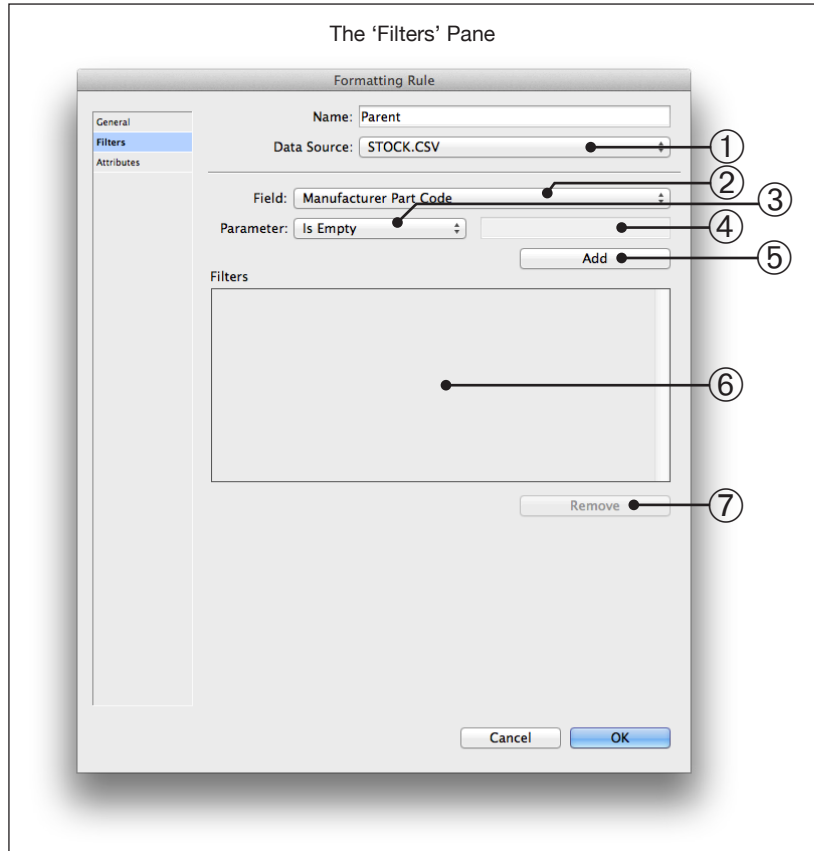 The ‘Filters’ Pane
Formatting Rule
General
Filters
Attributes
Name: Parent
Data Source: STOCK.CSV ①
Field: Manufacturer Part Code ②
Parameter: Is Empty ③
④
Add ⑤
Filters
⑥
Remove ⑦
Cancel OK